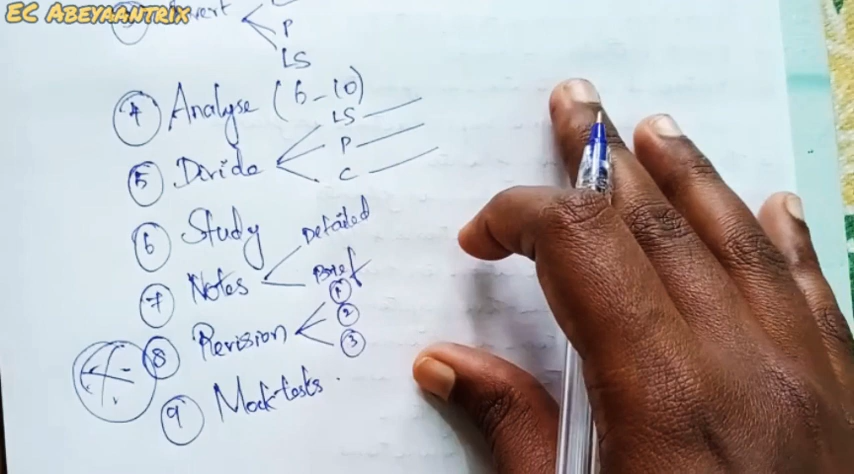 EC ABEYAANTRIX
P
LS
4 Analyse (6-10)
5 Divide
LS
P
C
6 Study
7 Notes
Detailed
Brief
8 Revision
1
2
3
9 Mock-tests.